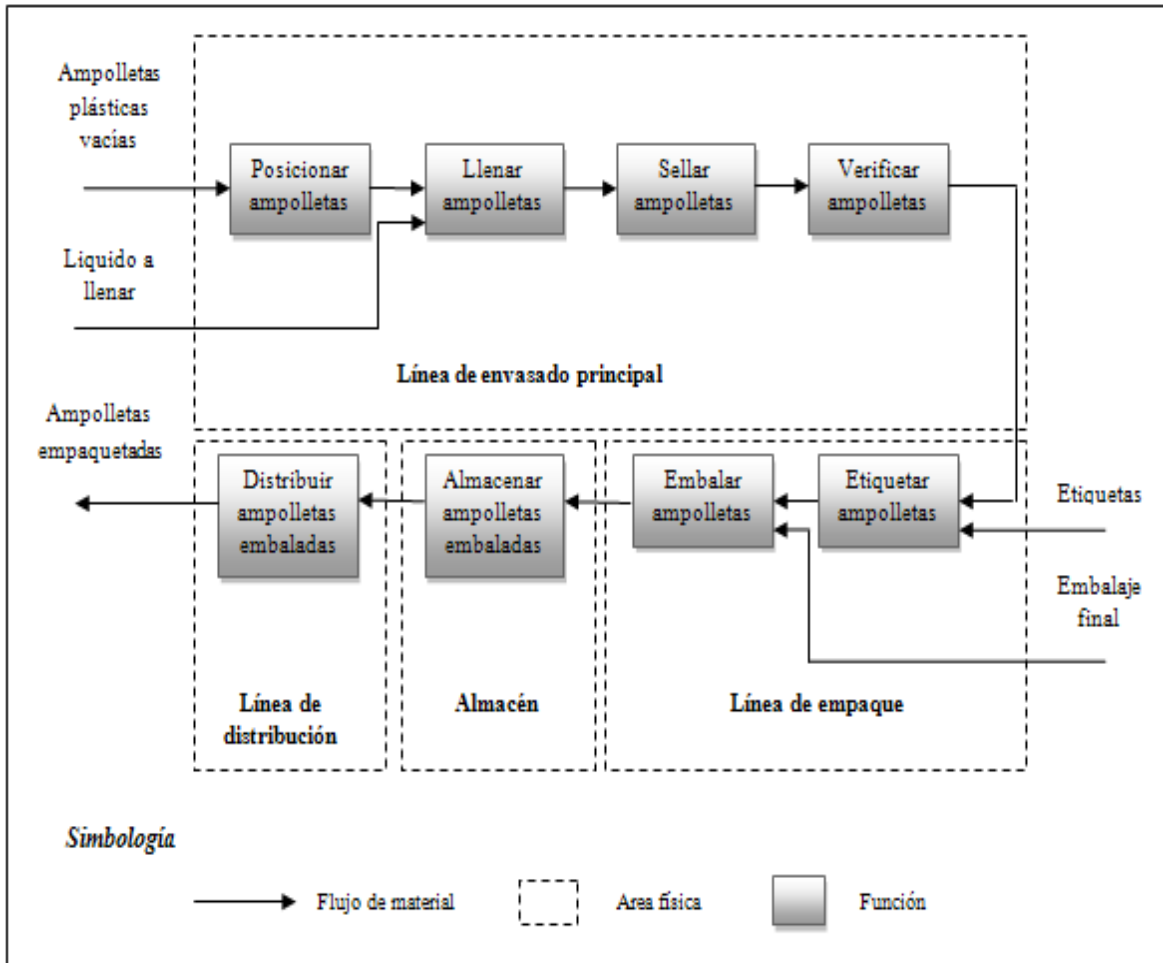 Ampolletas
plásticas
vacías
Posicionar
ampolletas
Llenar
ampolletas
Sellar
ampolletas
Verificar
ampolletas
Liquido a
llenar
Línea de envasado principal
Ampolletas
empaquetadas
Distribuir
ampolletas
embaladas
Almacenar
ampolletas
embaladas
Embalar
ampolletas
Etiquetar
ampolletas
Etiquetas
Embalaje
final
Línea de
distribución
Almacén
Línea de empaque
Simbología
Flujo de material
Area física
Función